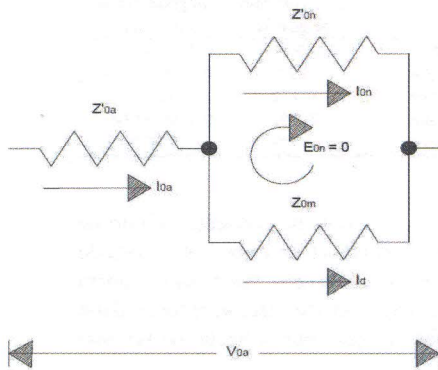 Z'0n
I0n
Z'0a
E0n = 0
I0a
Z0m
Id
V0a